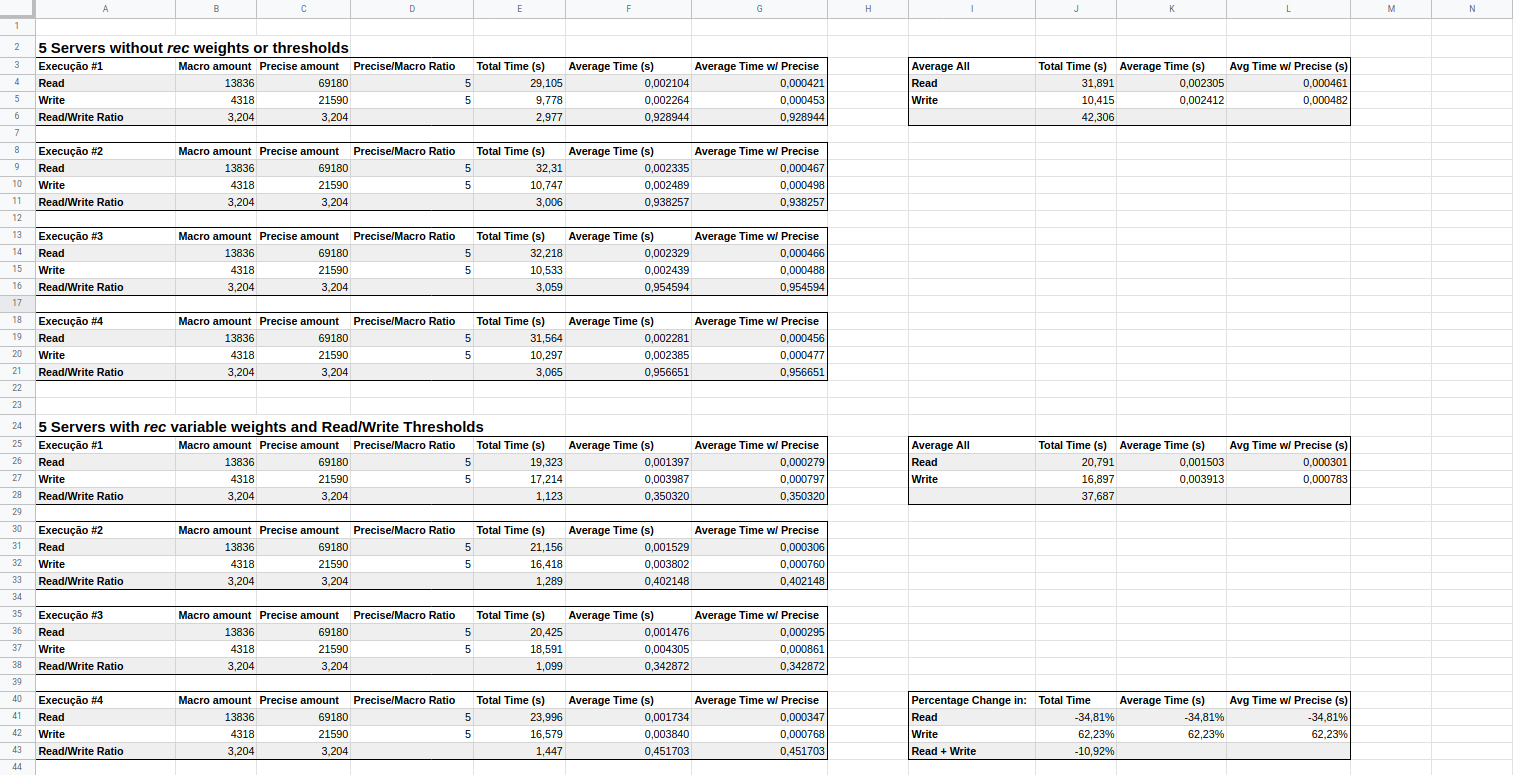 A B C D E F G H I J K L M N
1
2 5 Servers without rec weights or thresholds
3 Execução #1 Macro amount Precise amount Precise/Macro Ratio Total Time (s) Average Time (s) Average Time w/ Precise Average All Total Time (s) Average Time (s) Avg Time w/ Precise (s)
4 Read 13836 69180 5 29,105 0,002104 0,000421 Read 31,891 0,002305 0,000461
5 Write 4318 21590 5 9,778 0,002264 0,000453 Write 10,415 0,002412 0,000482
6 Read/Write Ratio 3,204 3,204 2,977 0,928944 0,928944 42,306
7
8 Execução #2 Macro amount Precise amount Precise/Macro Ratio Total Time (s) Average Time (s) Average Time w/ Precise
9 Read 13836 69180 5 32,31 0,002335 0,000467
10 Write 4318 21590 5 10,747 0,002489 0,000498
11 Read/Write Ratio 3,204 3,204 3,006 0,938257 0,938257
12
13 Execução #3 Macro amount Precise amount Precise/Macro Ratio Total Time (s) Average Time (s) Average Time w/ Precise
14 Read 13836 69180 5 32,218 0,002329 0,000466
15 Write 4318 21590 5 10,533 0,002439 0,000488
16 Read/Write Ratio 3,204 3,204 3,059 0,954594 0,954594
17
18 Execução #4 Macro amount Precise amount Precise/Macro Ratio Total Time (s) Average Time (s) Average Time w/ Precise
19 Read 13836 69180 5 31,564 0,002281 0,000456
20 Write 4318 21590 5 10,297 0,002385 0,000477
21 Read/Write Ratio 3,204 3,204 3,065 0,956651 0,956651
22
23
24 5 Servers with rec variable weights and Read/Write Thresholds
25 Execução #1 Macro amount Precise amount Precise/Macro Ratio Total Time (s) Average Time (s) Average Time w/ Precise Average All Total Time (s) Average Time (s) Avg Time w/ Precise (s)
26 Read 13836 69180 5 19,323 0,001397 0,000279 Read 20,791 0,001503 0,000301
27 Write 4318 21590 5 17,214 0,003987 0,000797 Write 16,897 0,003913 0,000783
28 Read/Write Ratio 3,204 3,204 1,123 0,350320 0,350320 37,687
29
30 Execução #2 Macro amount Precise amount Precise/Macro Ratio Total Time (s) Average Time (s) Average Time w/ Precise
31 Read 13836 69180 5 21,156 0,001529 0,000306
32 Write 4318 21590 5 16,418 0,003802 0,000760
33 Read/Write Ratio 3,204 3,204 1,289 0,402148 0,402148
34
35 Execução #3 Macro amount Precise amount Precise/Macro Ratio Total Time (s) Average Time (s) Average Time w/ Precise
36 Read 13836 69180 5 20,425 0,001476 0,000295
37 Write 4318 21590 5 18,591 0,004305 0,000861
38 Read/Write Ratio 3,204 3,204 1,099 0,342872 0,342872
39
40 Execução #4 Macro amount Precise amount Precise/Macro Ratio Total Time (s) Average Time (s) Average Time w/ Precise Percentage Change in: Total Time Average Time (s) Avg Time w/ Precise (s)
41 Read 13836 69180 5 23,996 0,001734 0,000347 Read -34,81% -34,81% -34,81%
42 Write 4318 21590 5 16,579 0,003840 0,000768 Write 62,23% 62,23% 62,23%
43 Read/Write Ratio 3,204 3,204 1,447 0,451703 0,451703 Read + Write -10,92%
44